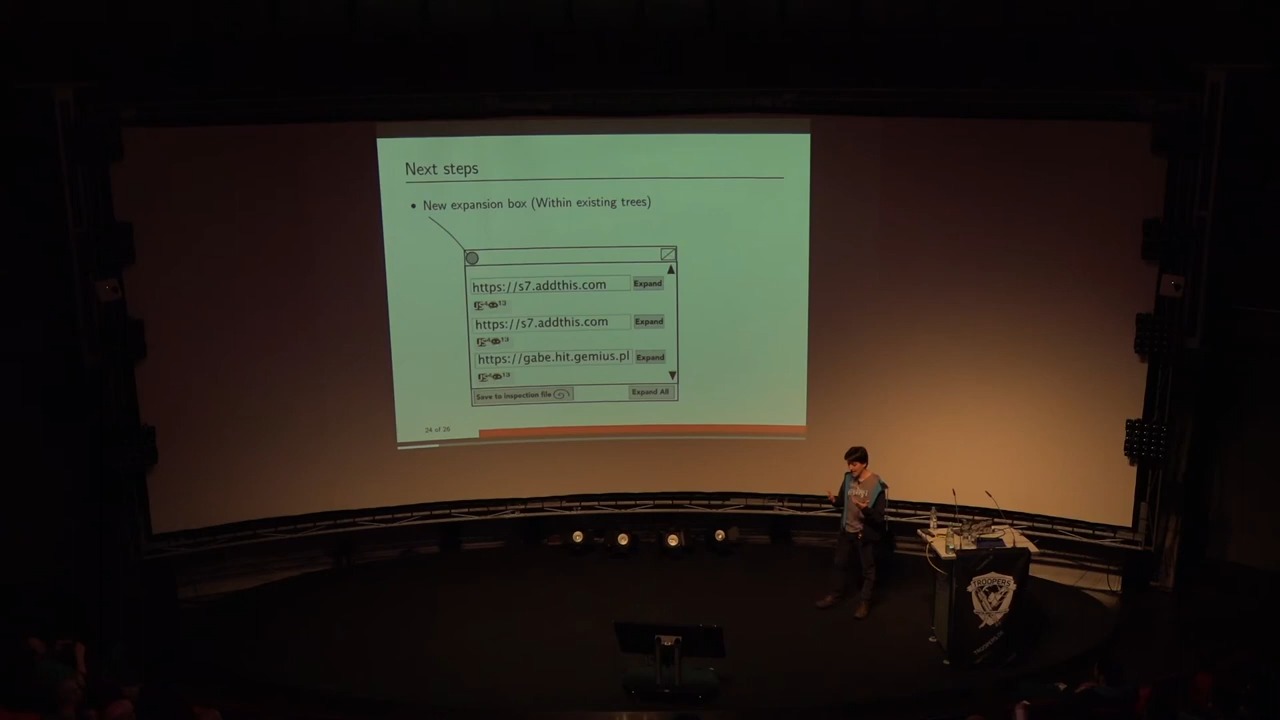 Next steps
• New expansion box (Within existing trees)
https://s7.addthis.com Expand
https://s7.addthis.com Expand
https://gabe.hit.gemius.pl Expand
Save to inspection file Expand All
24 of 26
TROOPERS